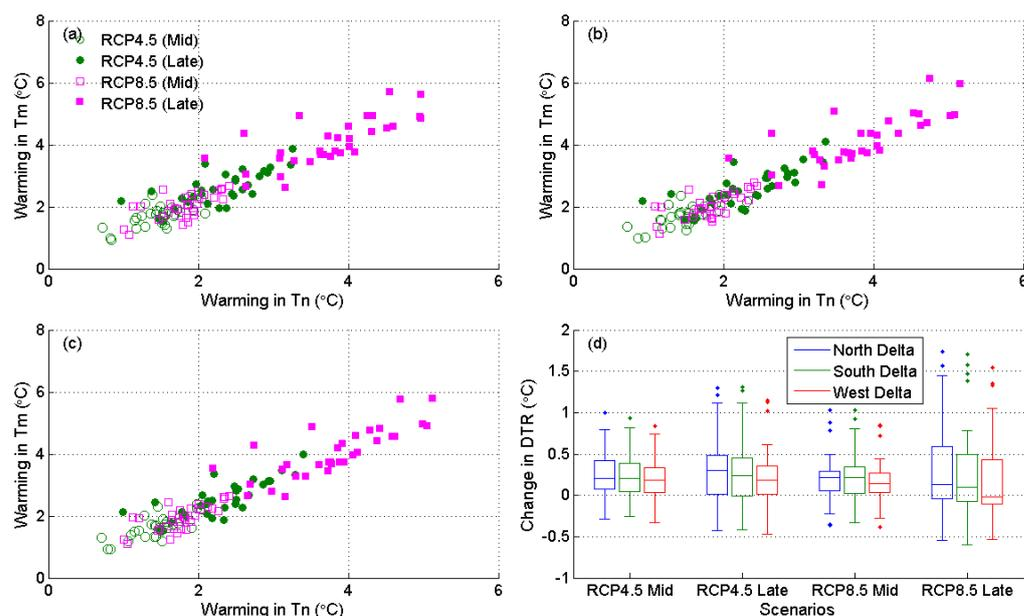 8
6
4
2
0
Warming in Tm (°C)
(a)
RCP4.5 (Mid)
RCP4.5 (Late)
RCP8.5 (Mid)
RCP8.5 (Late)
0 2 4 6
Warming in Tn (°C)
8
6
4
2
0
Warming in Tm (°C)
(b)
0 2 4 6
Warming in Tn (°C)
8
6
4
2
0
Warming in Tm (°C)
(c)
0 2 4 6
Warming in Tn (°C)
2
1.5
1
0.5
0
-0.5
-1
Change in DTR (°C)
(d)
North Delta
South Delta
West Delta
RCP4.5 Mid RCP4.5 Late RCP8.5 Mid RCP8.5 Late
Scenarios